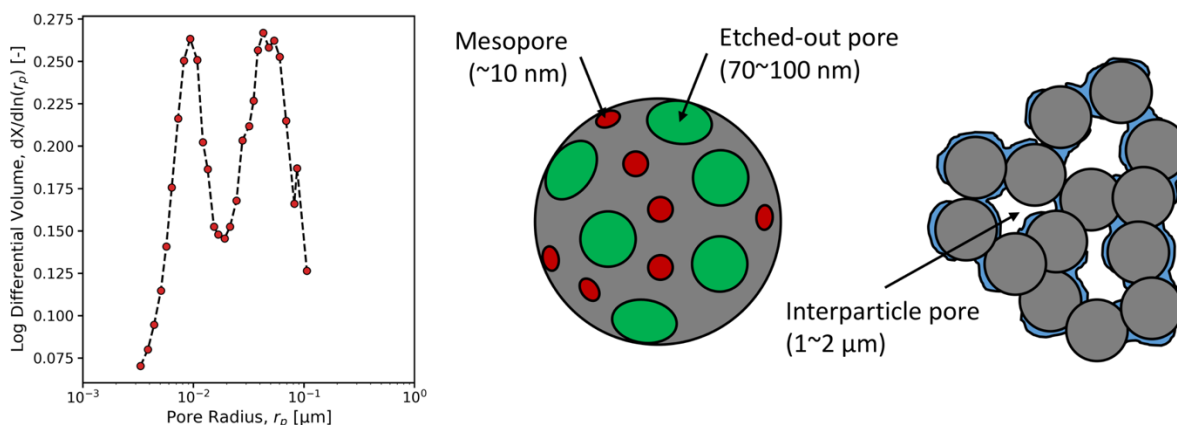 Log Differential Volume, dX/dln(rₚ) [-]
0.275
0.250
0.225
0.200
0.175
0.150
0.125
0.100
0.075
10⁻³
10⁻²
10⁻¹
10⁰
Pore Radius, rₚ [μm]
Mesopore
(~10 nm)
Etched-out pore
(70~100 nm)
Interparticle pore
(1~2 μm)